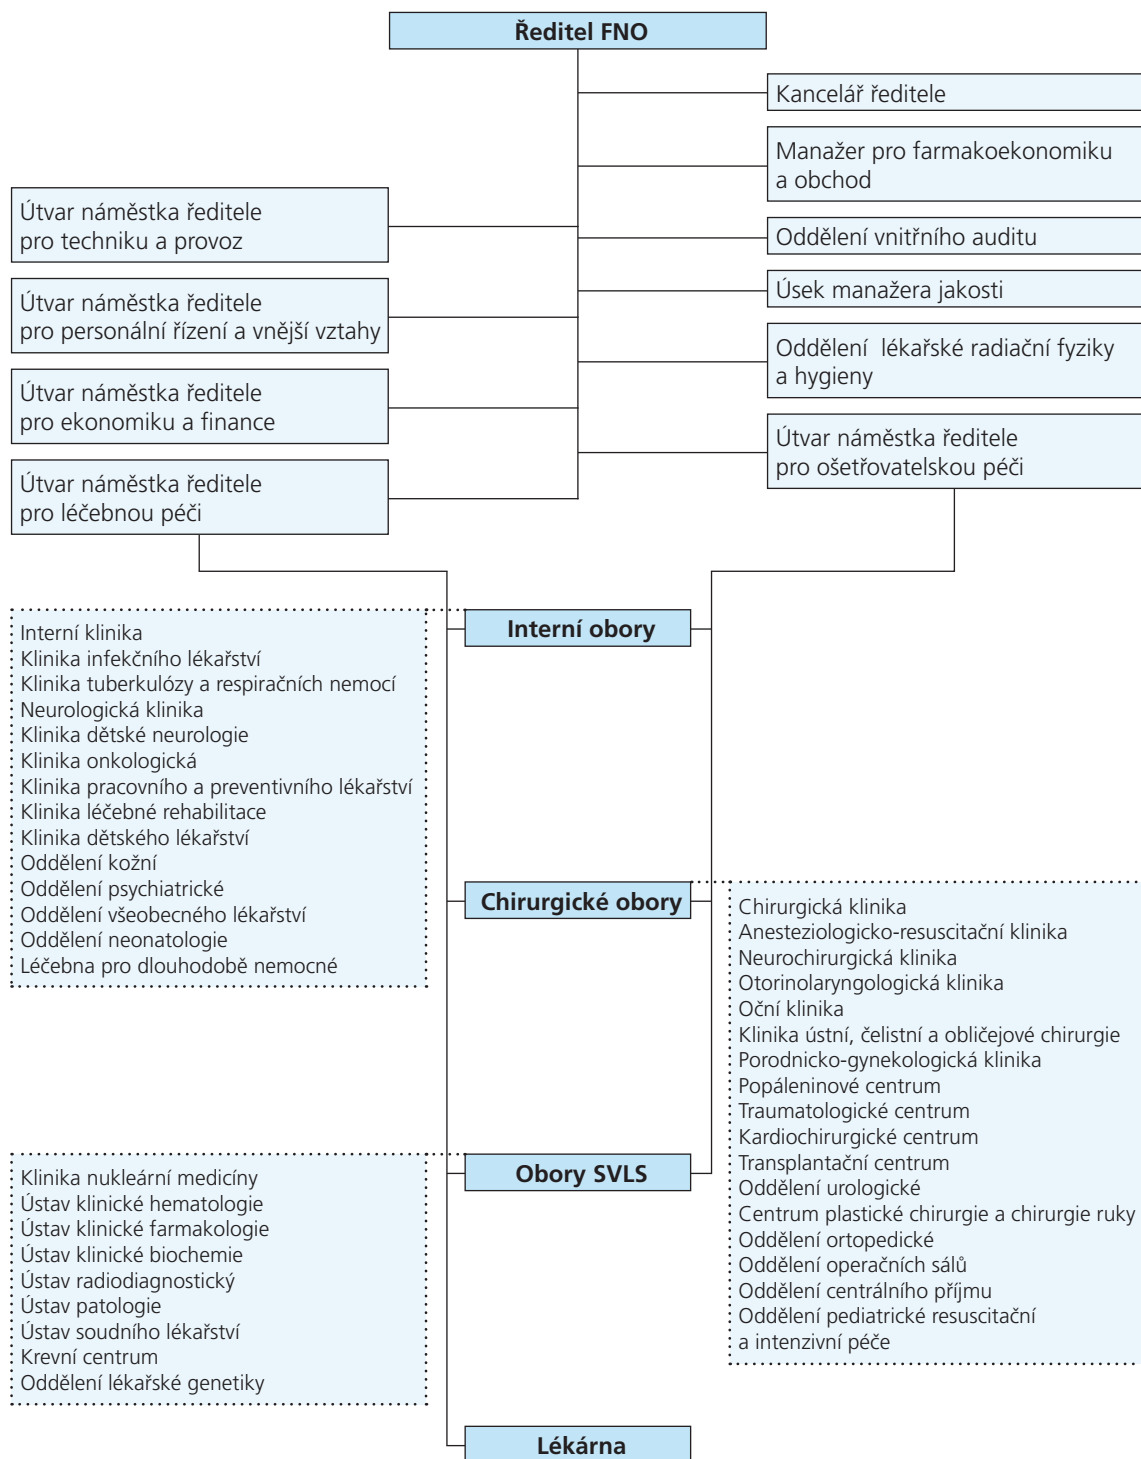 Ředitel FNO
Kancelář ředitele
Manažer pro farmakoekonomiku
a obchod
Útvar náměstka ředitele
pro techniku a provoz
Oddělení vnitřního auditu
Úsek manažera jakosti
Útvar náměstka ředitele
pro personální řízení a vnější vztahy
Oddělení lékařské radiační fyziky
a hygieny
Útvar náměstka ředitele
pro ekonomiku a finance
Útvar náměstka ředitele
pro ošetřovatelskou péči
Útvar náměstka ředitele
pro léčebnou péči
Interní obory
Interní klinika
Klinika infekčního lékařství
Klinika tuberkulózy a respiračních nemocí
Neurologická klinika
Klinika dětské neurologie
Klinika onkologická
Klinika pracovního a preventivního lékařství
Klinika léčebné rehabilitace
Klinika dětského lékařství
Oddělení kožní
Oddělení psychiatrické
Oddělení všeobecného lékařství
Oddělení neonatologie
Léčebna pro dlouhodobě nemocné
Chirurgické obory
Chirurgická klinika
Anesteziologicko-resuscitační klinika
Neurochirurgická klinika
Otorinolaryngologická klinika
Oční klinika
Klinika ústní, čelistní a obličejové chirurgie
Porodnicko-gynekologická klinika
Popáleninové centrum
Traumatologické centrum
Kardiochirurgické centrum
Transplantační centrum
Oddělení urologické
Centrum plastické chirurgie a chirurgie ruky
Oddělení ortopedické
Oddělení operačních sálů
Oddělení centrálního příjmu
Oddělení pediatrické resuscitační
a intenzivní péče
Obory SVLS
Klinika nukleární medicíny
Ústav klinické hematologie
Ústav klinické farmakologie
Ústav klinické biochemie
Ústav radiodiagnostický
Ústav patologie
Ústav soudního lékařství
Krevní centrum
Oddělení lékařské genetiky
Lékárna